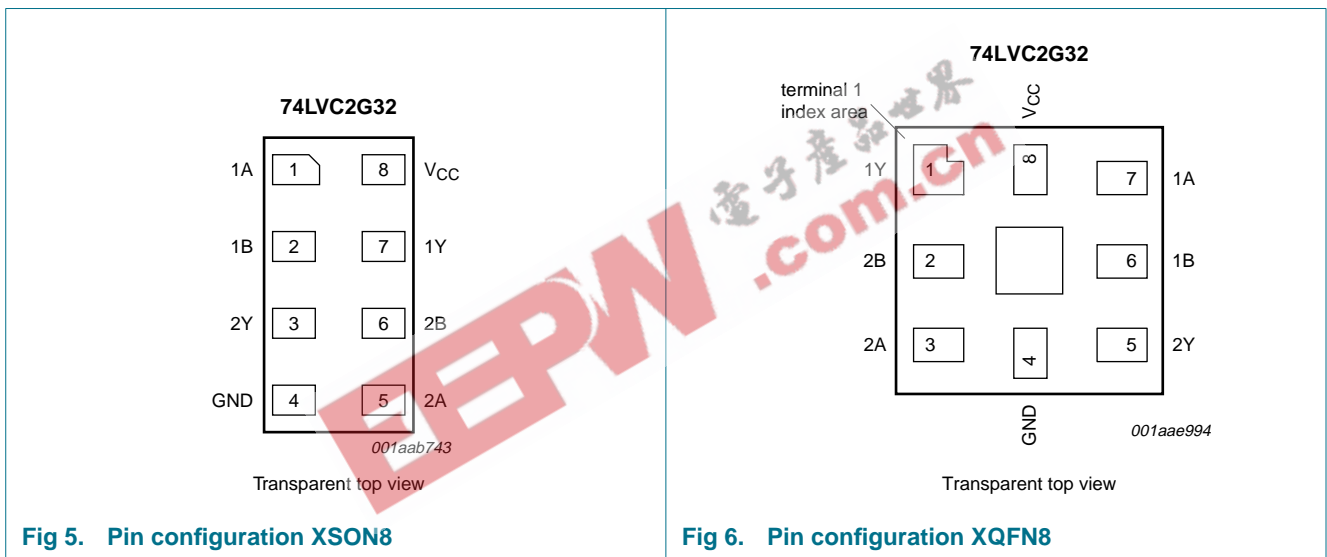 74LVC2G32
1A 1 8 VCC
1B 2 7 1Y
2Y 3 6 2B
GND 4 5 2A
001aab743
Transparent top view
Fig 5. Pin configuration XSON8
74LVC2G32
terminal 1
index area
VCC
1Y 1 8 7 1A
2B 2 6 1B
2A 3 4 5 2Y
GND
001aae994
Transparent top view
Fig 6. Pin configuration XQFN8
EEPW 電子產品世界
.com.cn